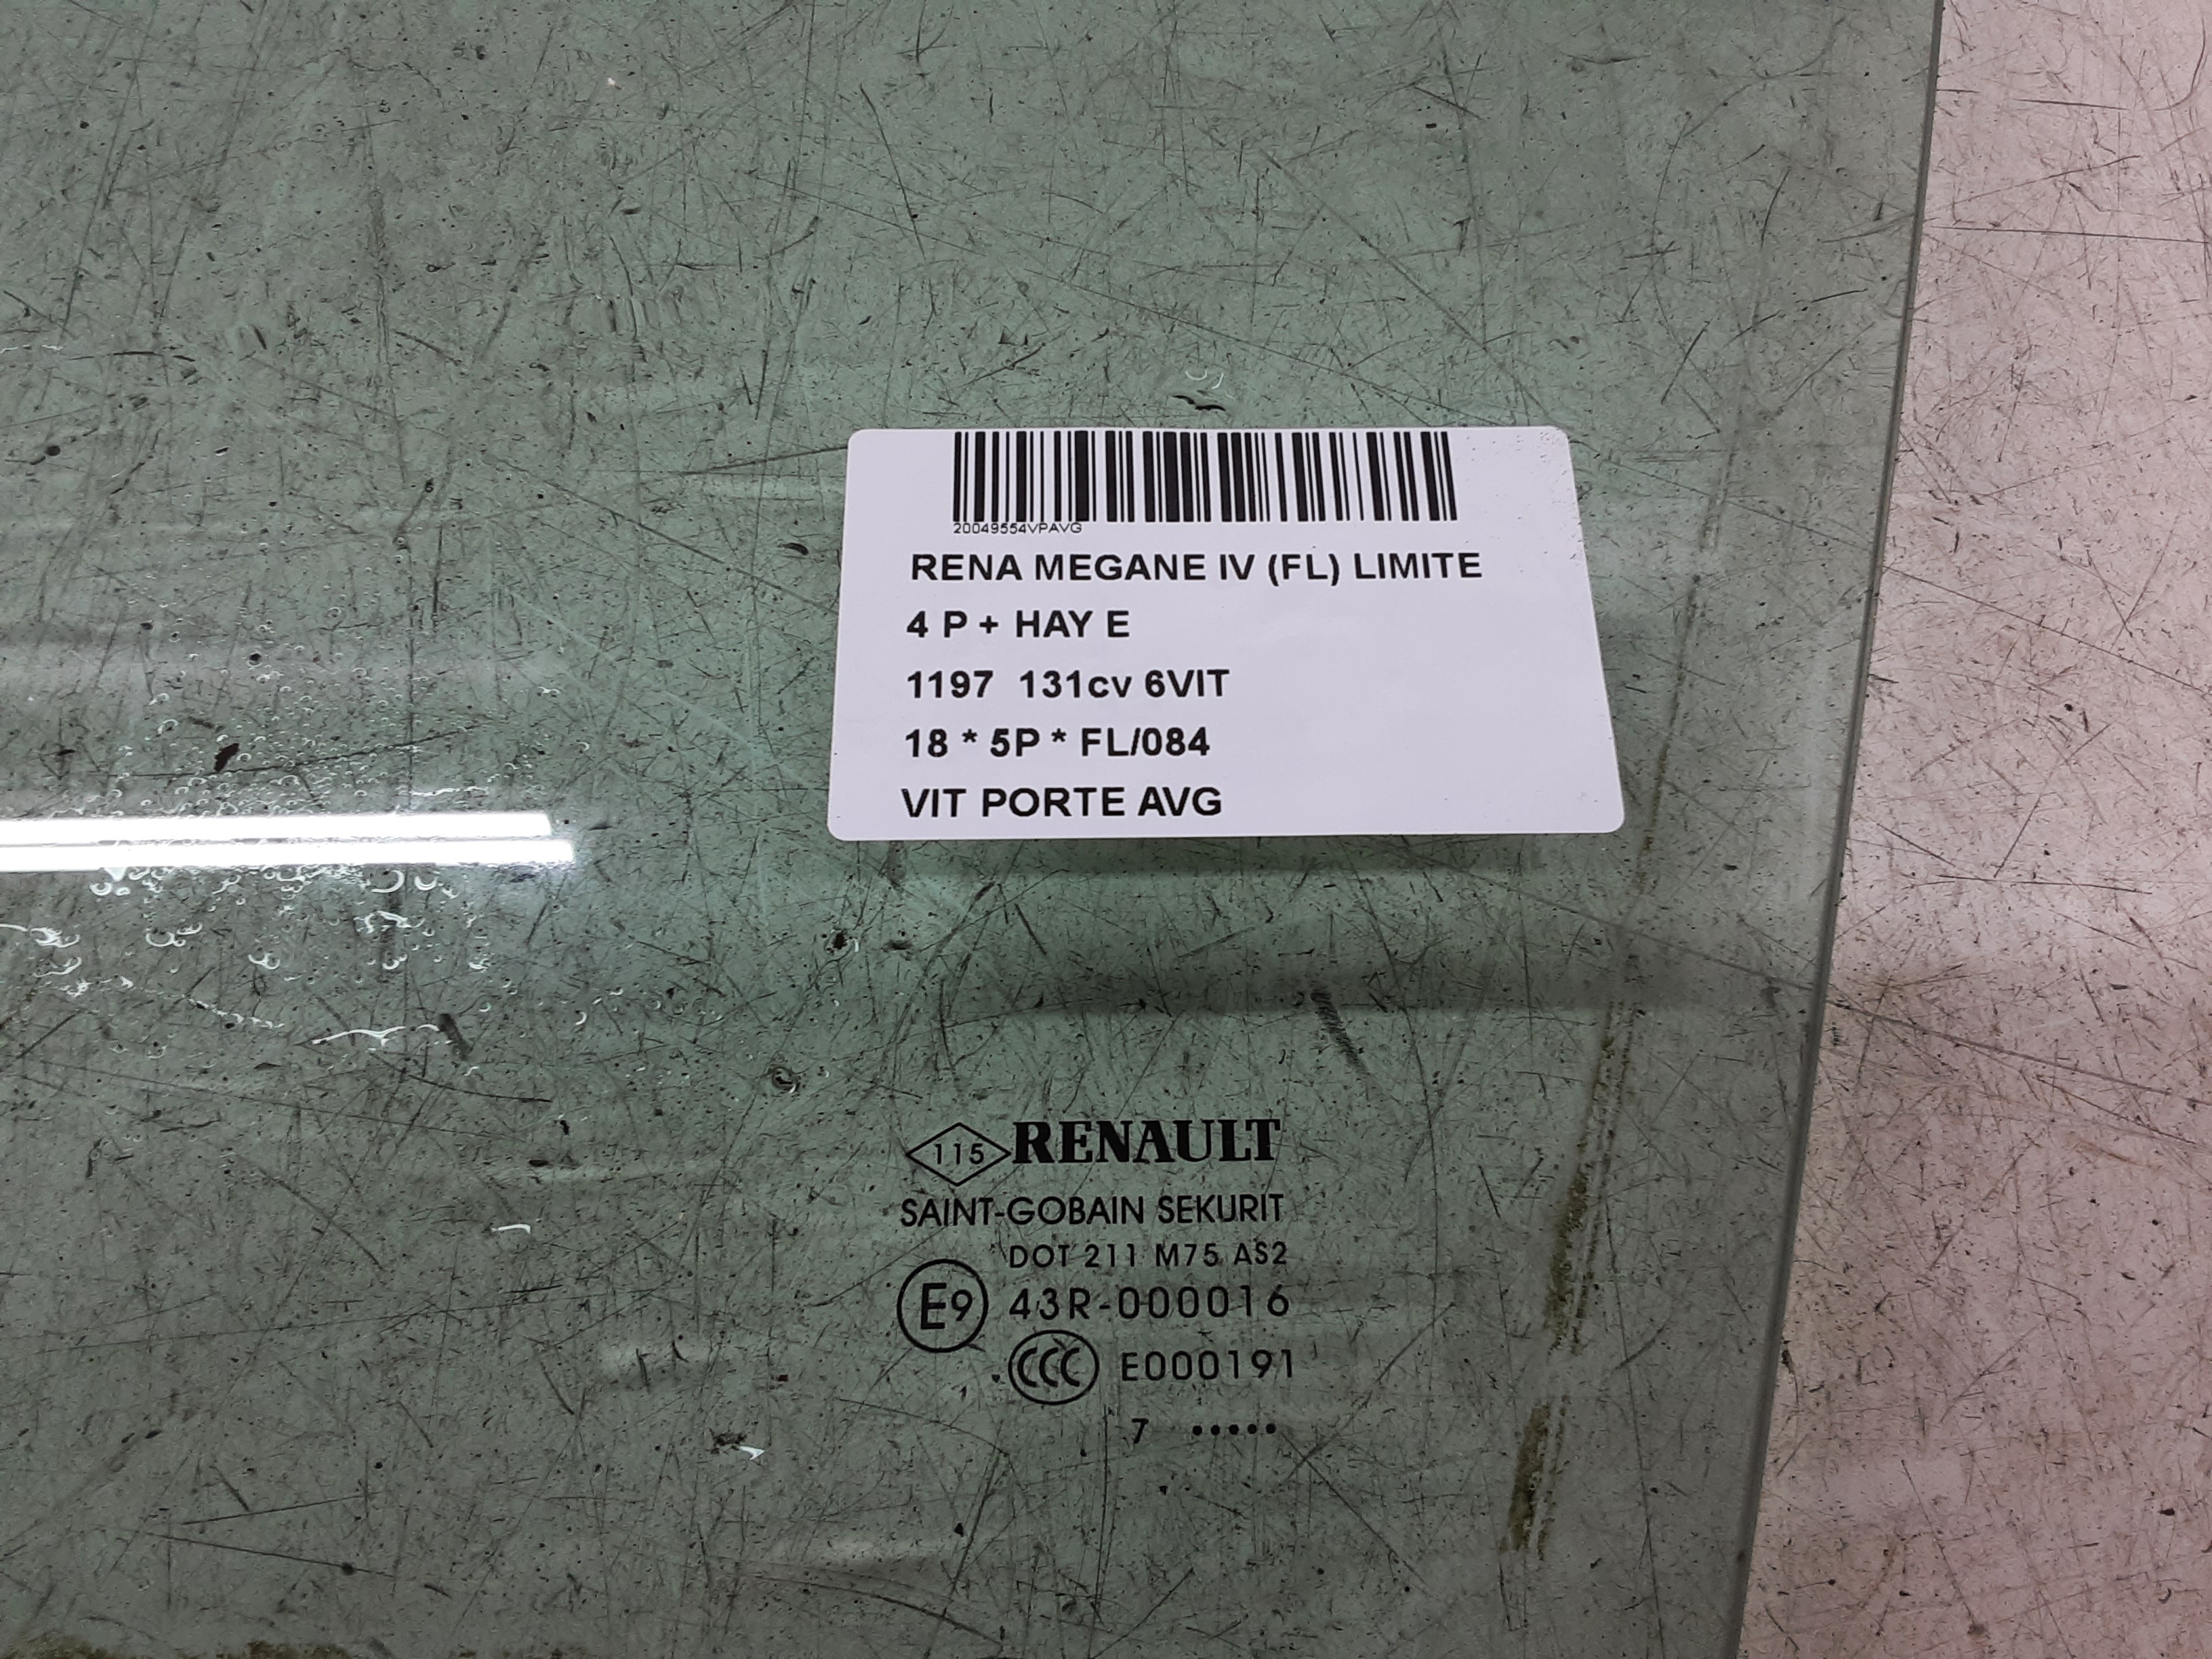 20049554VPAVG
RENA MEGANE IV (FL) LIMITE
4 P + HAY E
1197 131cv 6VIT
18 * 5P * FL/084
VIT PORTE AVG
115 RENAULT
SAINT-GOBAIN SEKURIT
DOT 211 M75 AS2
E9 43R-000016
CCC E000191
7 •••••